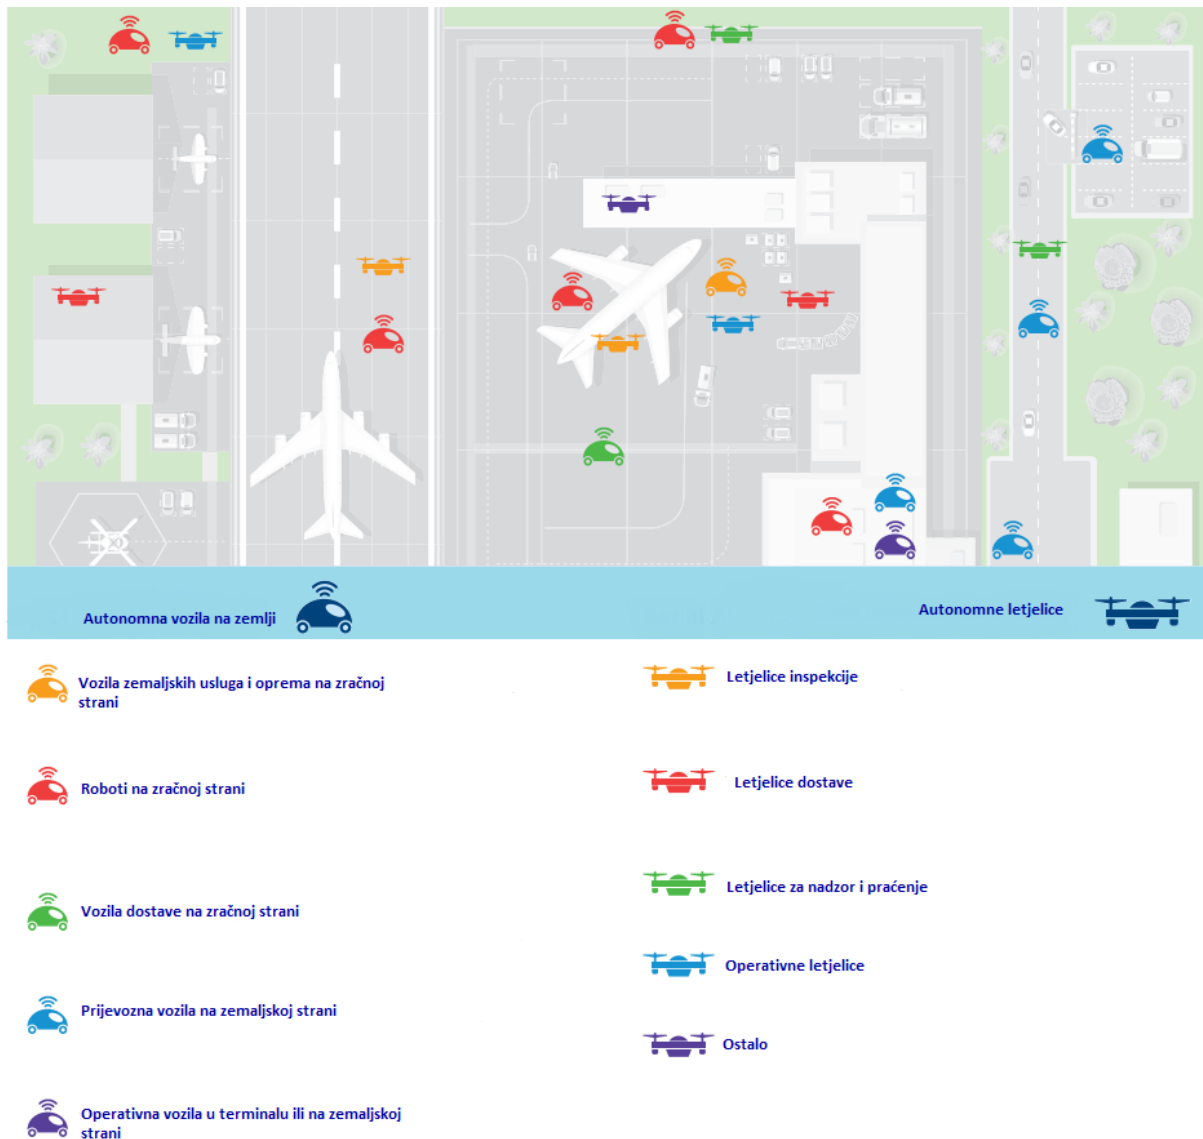 Autonomna vozila na zemlji
Autonomne letjelice
Vozila zemaljskih usluga i oprema na zračnoj
strani
Letjelice inspekcije
Roboti na zračnoj strani
Letjelice dostave
Vozila dostave na zračnoj strani
Letjelice za nadzor i praćenje
Operativne letjelice
Prijevozna vozila na zemaljskoj strani
Ostalo
Operativna vozila u terminalu ili na zemaljskoj
strani